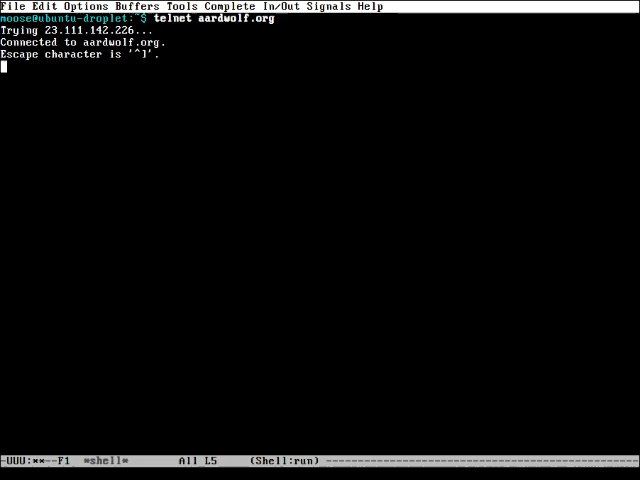 File Edit Options Buffers Tools Complete In/Out Signals Help
moose@ubuntu-droplet:~$ telnet aardwolf.org
Trying 23.111.142.226...
Connected to aardwolf.org.
Escape character is '^]'.
-UUU:**--F1  *shell*        All L5     (Shell:run) ----------------------------------------------------------